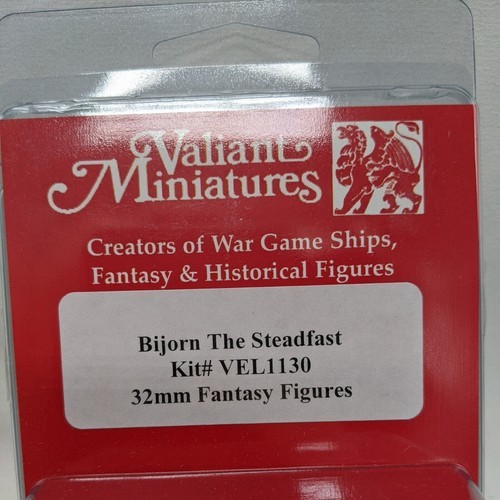 Valiant
Miniatures
Creators of War Game Ships,
Fantasy & Historical Figures
Bijorn The Steadfast
Kit# VEL1130
32mm Fantasy Figures